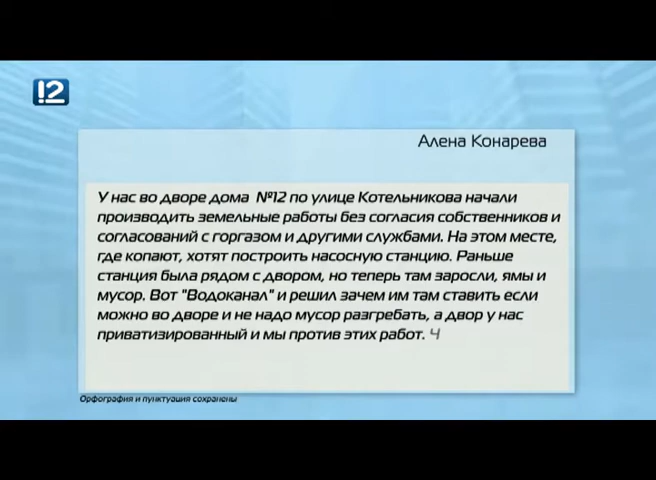 12
Алена Конарева
У нас во дворе дома №12 по улице Котельникова начали
производить земельные работы без согласия собственников и
согласований с горгазом и другими службами. На этом месте,
где копают, хотят построить насосную станцию. Раньше
станция была рядом с двором, но теперь там заросли, ямы и
мусор. Вот "Водоканал" и решил зачем им там ставить если
можно во дворе и не надо мусор разгребать, а двор у нас
приватизированный и мы против этих работ. Ч
Орфография и пунктуация сохранены